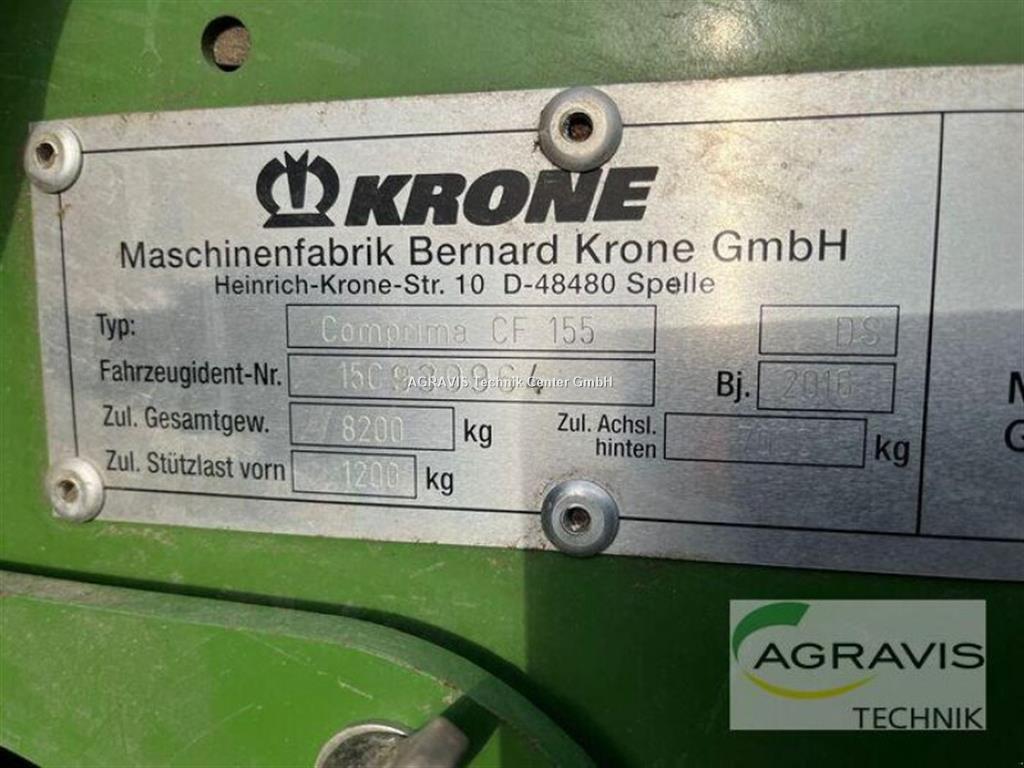 KRONE
Maschinenfabrik Bernard Krone GmbH
Heinrich-Krone-Str. 10 D-48480 Spelle
Typ: Comprima CF 155 DS
Fahrzeugident-Nr.
AGRAVIS Technik Center GmbH
Bj. 2016
Zul. Gesamtgew. 8200 kg
Zul. Achsl. hinten kg
Zul. Stützlast vorn 1200 kg
M
G
AGRAVIS
TECHNIK